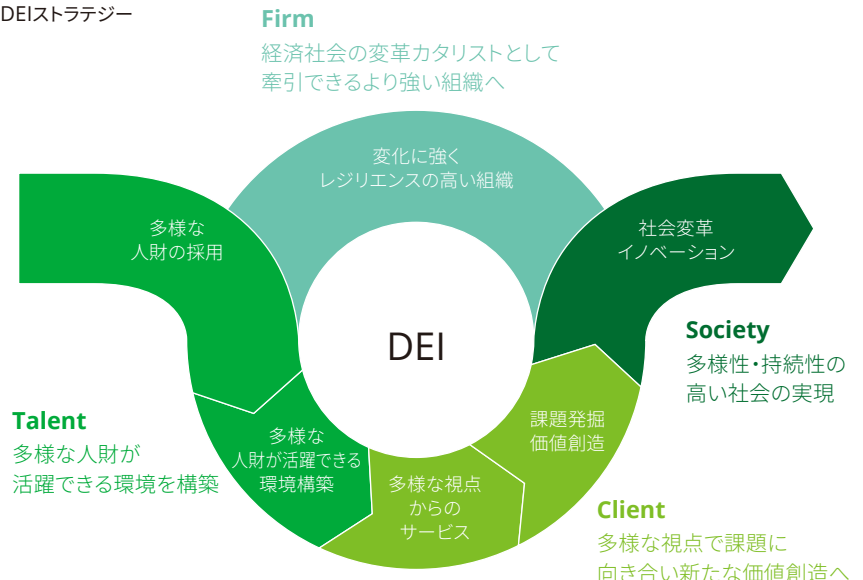 DEIストラテジー
Firm
経済社会の変革カタリストとして
牽引できるより強い組織へ
変化に強く
レジリエンスの高い組織
多様な
人財の採用
社会変革
イノベーション
DEI
Society
多様性・持続性の
高い社会の実現
Talent
多様な人財が
活躍できる環境を構築
多様な
人財が活躍できる
環境構築
多様な視点
からの
サービス
課題発掘
価値創造
Client
多様な視点で課題に
向き合い新たな価値創造へ